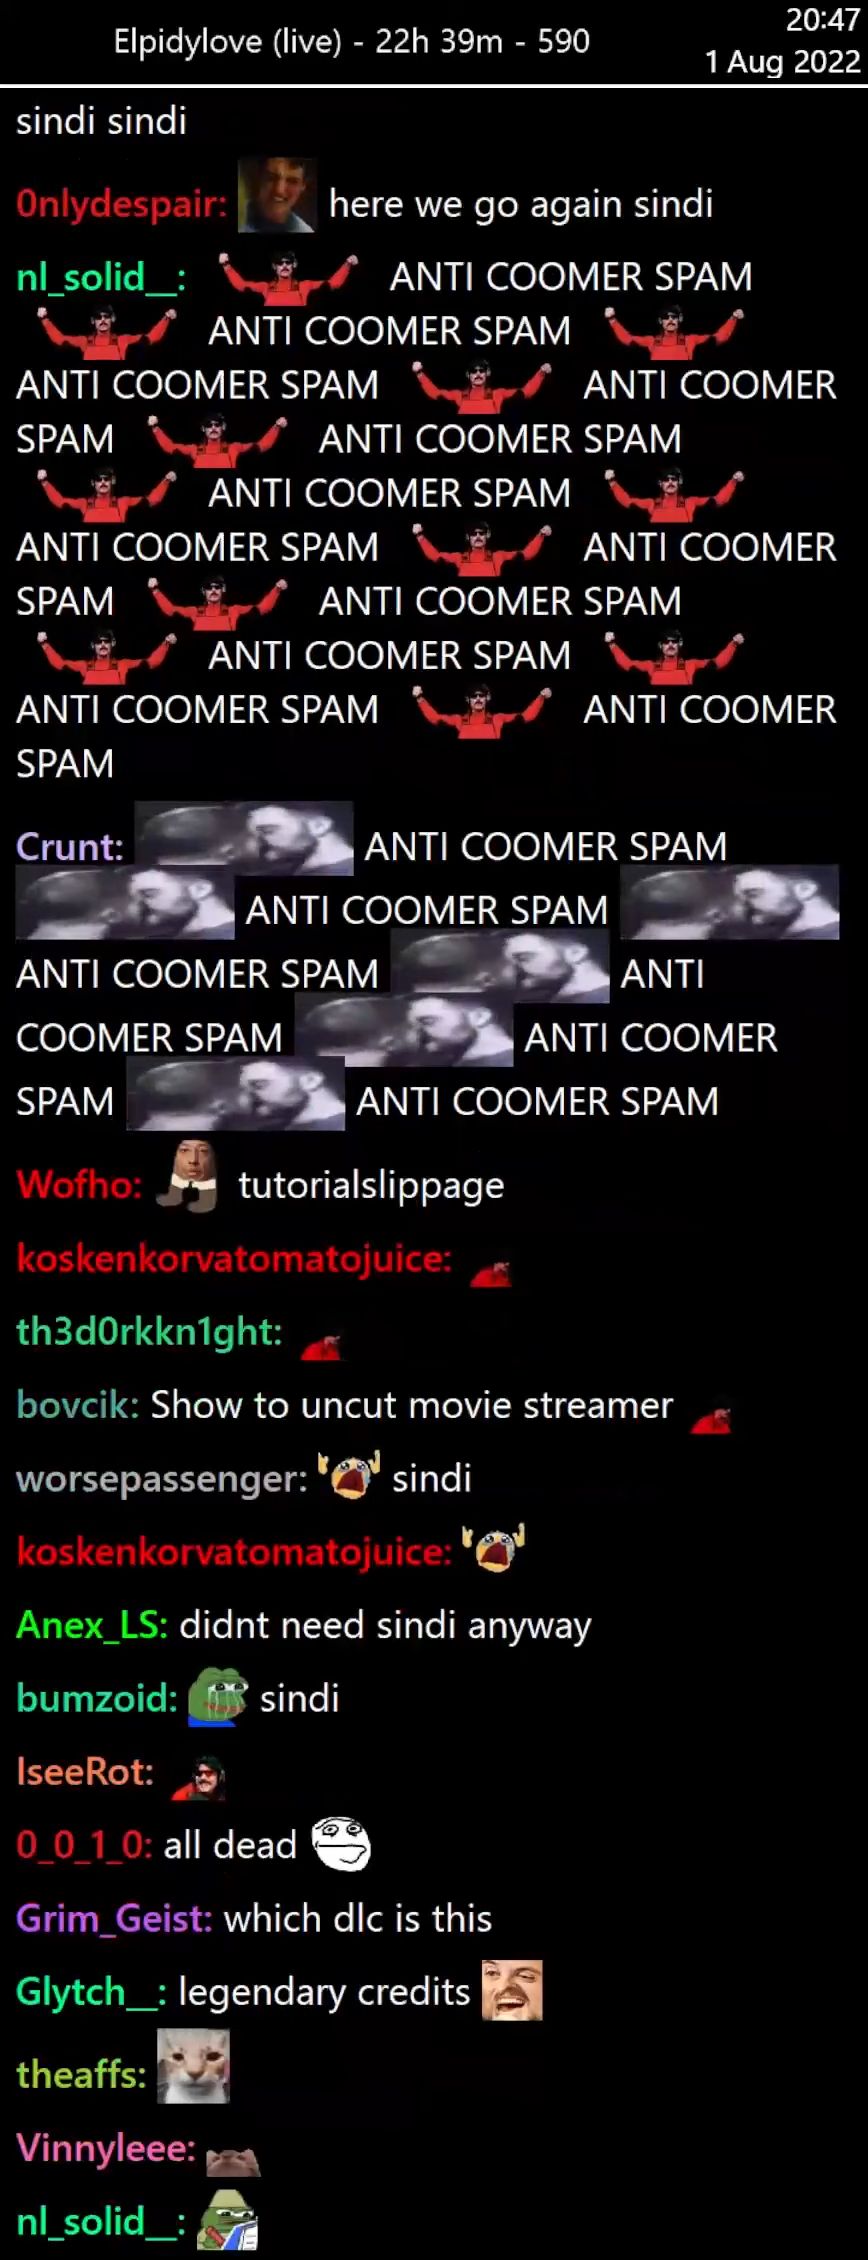 Elpidylove (live) - 22h 39m - 590
20:47
1 Aug 2022
sindi sindi
0nlydespair: here we go again sindi
nl_solid__: ANTI COOMER SPAM
ANTI COOMER SPAM
ANTI COOMER SPAM ANTI COOMER
SPAM ANTI COOMER SPAM
ANTI COOMER SPAM
ANTI COOMER SPAM ANTI COOMER
SPAM ANTI COOMER SPAM
ANTI COOMER SPAM
ANTI COOMER SPAM ANTI COOMER
SPAM
Crunt: ANTI COOMER SPAM
ANTI COOMER SPAM
ANTI COOMER SPAM ANTI
COOMER SPAM ANTI COOMER
SPAM ANTI COOMER SPAM
Wofho: tutorialslippage
koskenkorvatomatojuice:
th3d0rkkn1ght:
bovcik: Show to uncut movie streamer
worsepassenger: sindi
koskenkorvatomatojuice:
Anex_LS: didnt need sindi anyway
bumzoid: sindi
IseeRot:
0_0_1_0: all dead
Grim_Geist: which dlc is this
Glytch__: legendary credits
theaffs:
Vinnyleee:
nl_solid__: